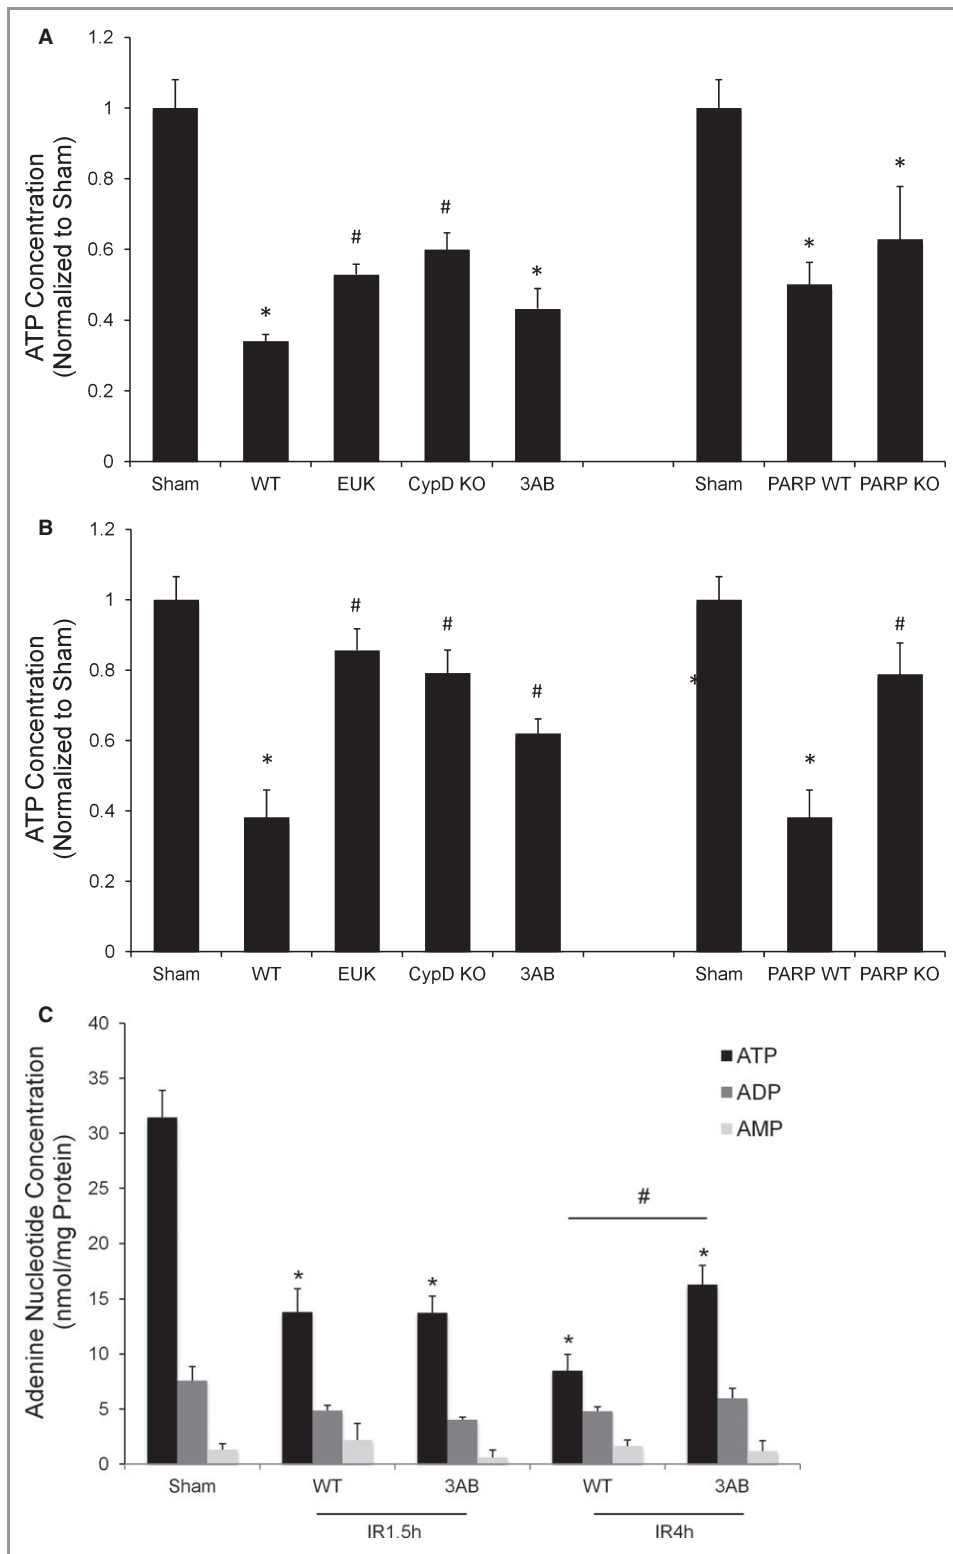 A
1.2
1
0.8
0.6
0.4
0.2
0
ATP Concentration
(Normalized to Sham)
*
#
#
*
*
*
Sham WT EUK CypD KO 3AB Sham PARP WT PARP KO
B
1.2
1
0.8
0.6
0.4
0.2
0
ATP Concentration
(Normalized to Sham)
*
#
#
#
*
*
#
Sham WT EUK CypD KO 3AB Sham PARP WT PARP KO
C
40
35
30
25
20
15
10
5
0
Adenine Nucleotide Concentration
(nmol/mg Protein)
ATP
ADP
AMP
#
*
*
*
*
Sham WT 3AB WT 3AB
IR1.5h IR4h